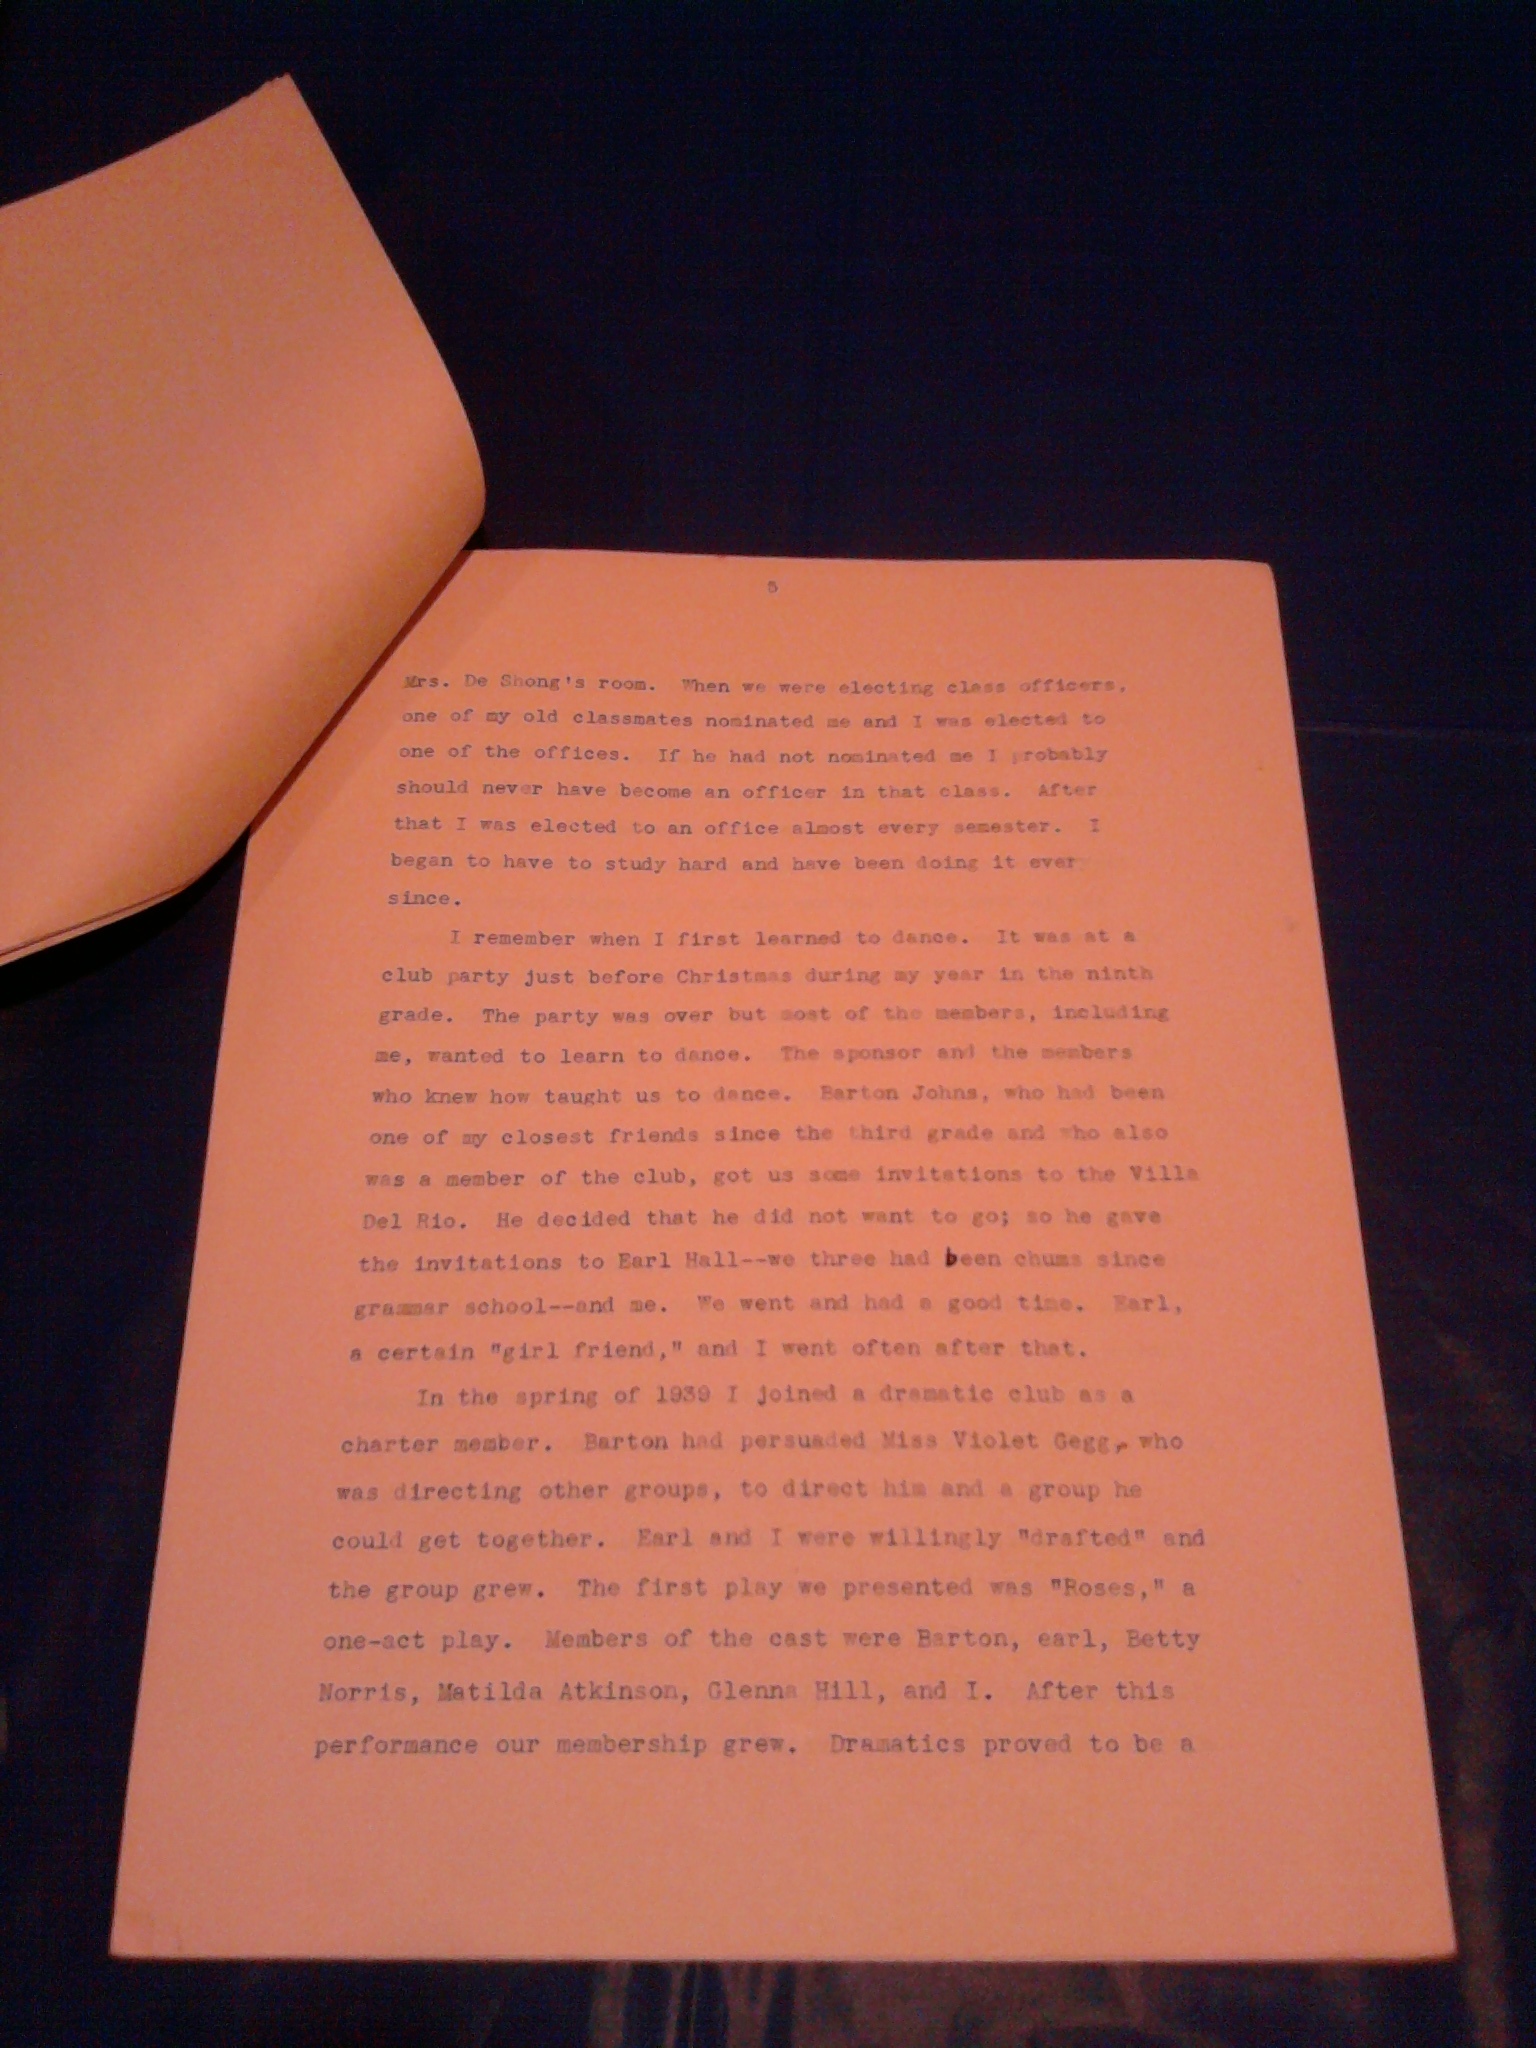 5
Mrs. De Shong's room.  When we were electing class officers,
one of my old classmates nominated me and I was elected to
one of the offices.  If he had not nominated me I probably
should never have become an officer in that class.  After
that I was elected to an office almost every semester.  I
began to have to study hard and have been doing it ever
since.
I remember when I first learned to dance.  It was at a
club party just before Christmas during my year in the ninth
grade.  The party was over but most of the members, including
me, wanted to learn to dance.  The sponsor and the members
who knew how taught us to dance.  Barton Johns, who had been
one of my closest friends since the third grade and who also
was a member of the club, got us some invitations to the Villa
Del Rio.  He decided that he did not want to go; so he gave
the invitations to Earl Hall--we three had been chums since
grammar school--and me.  We went and had a good time.  Earl,
a certain "girl friend," and I went often after that.
In the spring of 1939 I joined a dramatic club as a
charter member.  Barton had persuaded Miss Violet Gegg, who
was directing other groups, to direct him and a group he
could get together.  Earl and I were willingly "drafted" and
the group grew.  The first play we presented was "Roses," a
one-act play.  Members of the cast were Barton, earl, Betty
Norris, Matilda Atkinson, Glenna Hill, and I.  After this
performance our membership grew.  Dramatics proved to be a